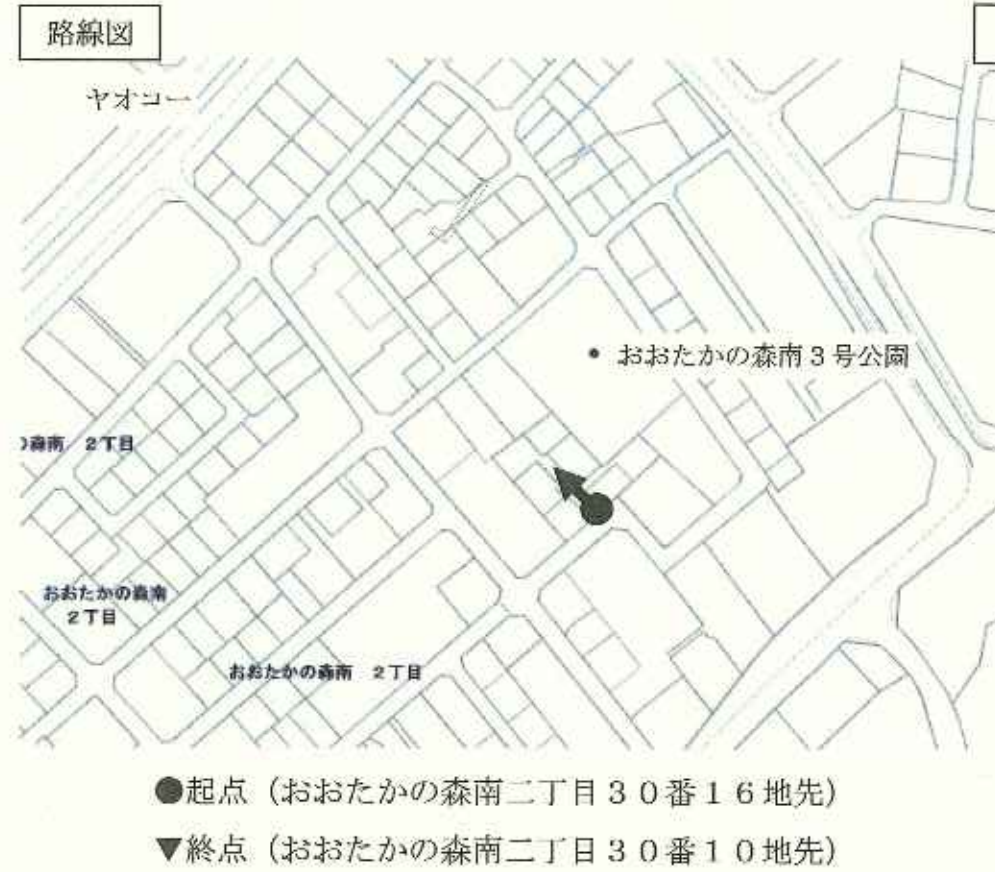 路線図
ヤオコー
• おおたかの森南3号公園
の森南 2丁目
おおたかの森南
2丁目
おおたかの森南 2丁目
●起点（おおたかの森南二丁目30番16地先）
▼終点（おおたかの森南二丁目30番10地先）